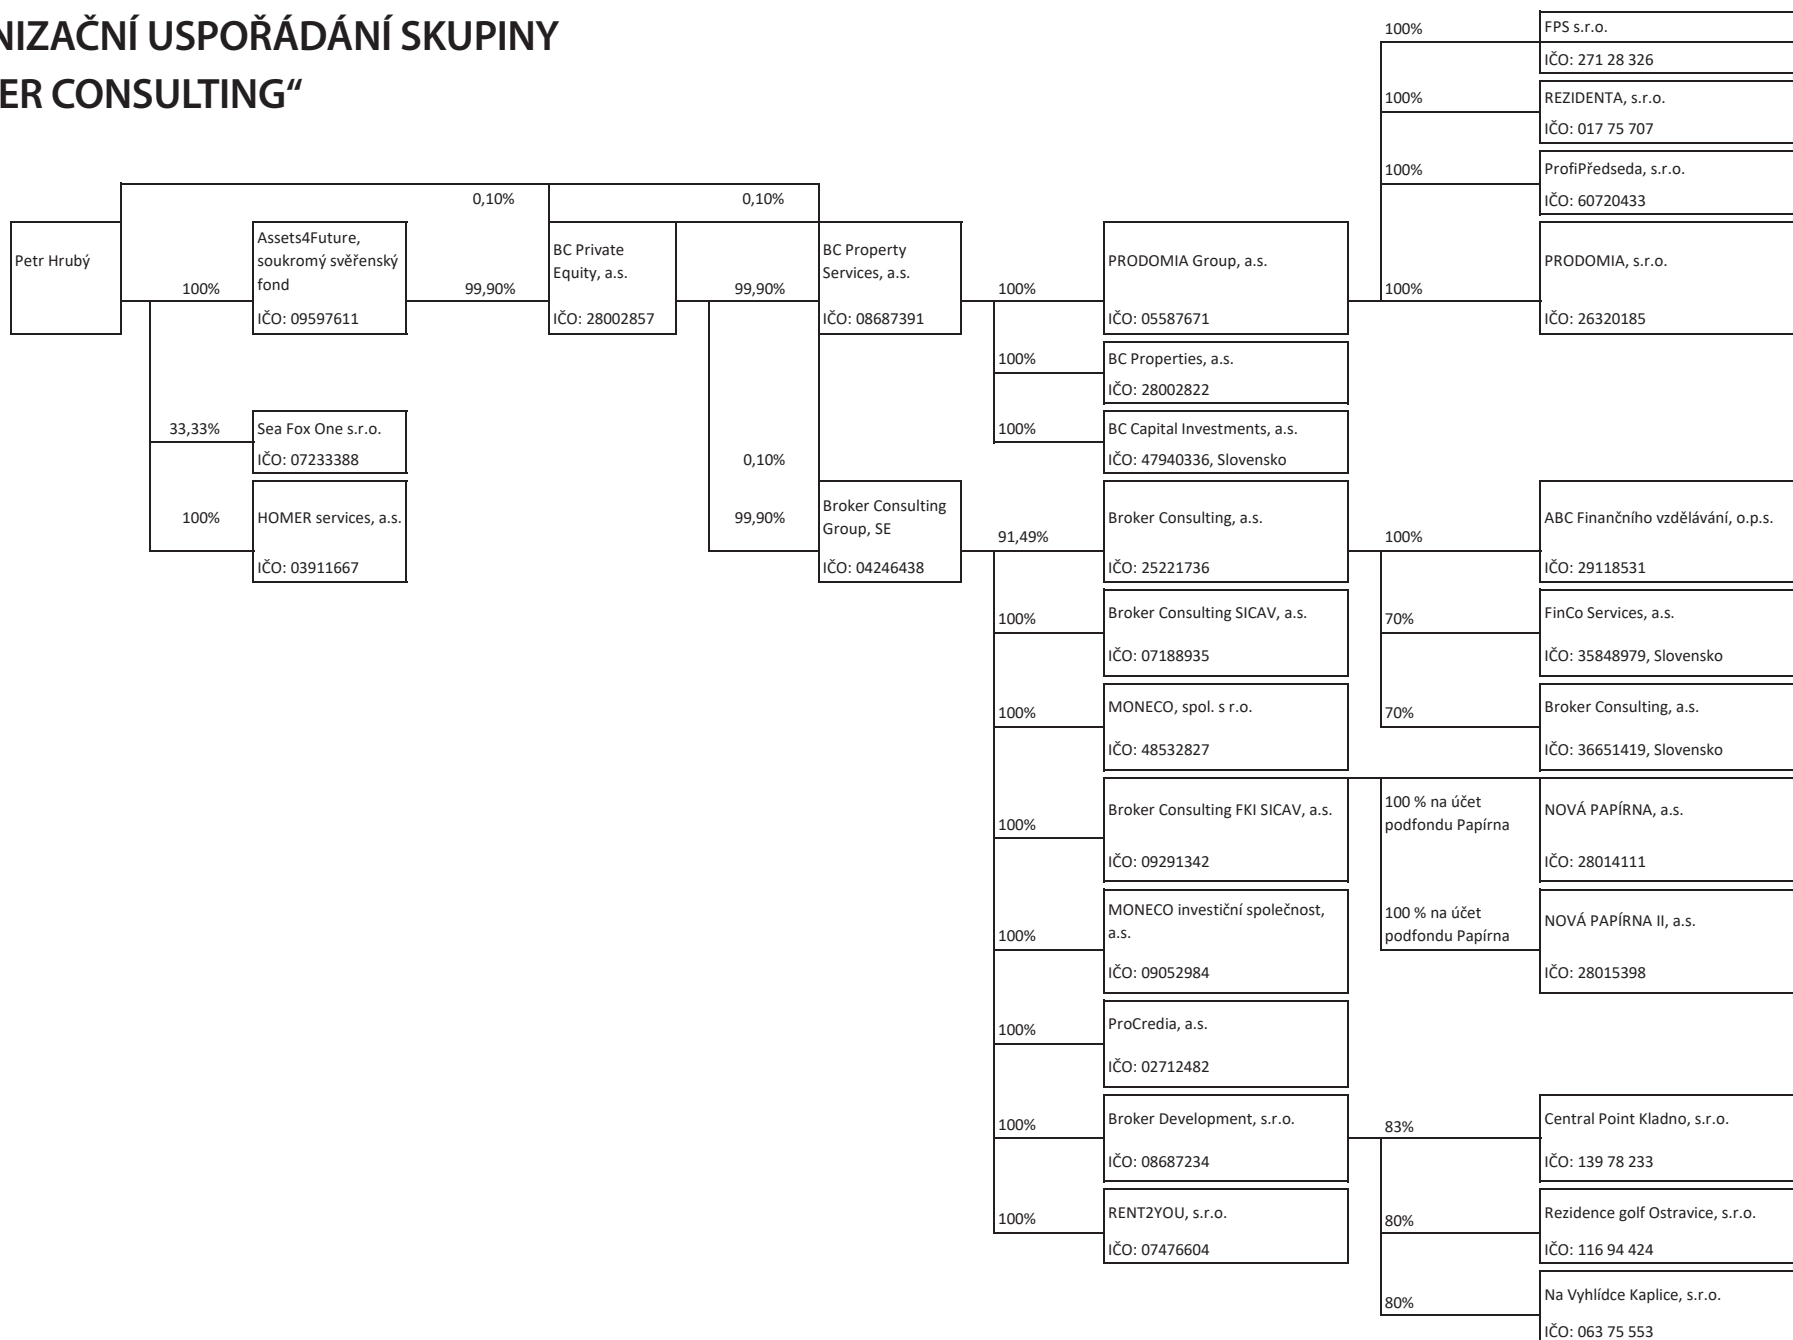 NIZAČNÍ USPOŘÁDÁNÍ SKUPINY
ER CONSULTING“
Petr Hrubý
100%
Assets4Future,
soukromý svěřenský
fond
IČO: 09597611
33,33%
Sea Fox One s.r.o.
IČO: 07233388
100%
HOMER services, a.s.
IČO: 03911667
0,10%
99,90%
BC Private
Equity, a.s.
IČO: 28002857
0,10%
99,90%
BC Property
Services, a.s.
IČO: 08687391
0,10%
99,90%
Broker Consulting
Group, SE
IČO: 04246438
100%
PRODOMIA Group, a.s.
IČO: 05587671
100%
BC Properties, a.s.
IČO: 28002822
100%
BC Capital Investments, a.s.
IČO: 47940336, Slovensko
91,49%
Broker Consulting, a.s.
IČO: 25221736
100%
Broker Consulting SICAV, a.s.
IČO: 07188935
100%
MONECO, spol. s r.o.
IČO: 48532827
100%
Broker Consulting FKI SICAV, a.s.
IČO: 09291342
100%
MONECO investiční společnost,
a.s.
IČO: 09052984
100%
ProCredia, a.s.
IČO: 02712482
100%
Broker Development, s.r.o.
IČO: 08687234
100%
RENT2YOU, s.r.o.
IČO: 07476604
100%
FPS s.r.o.
IČO: 271 28 326
100%
REZIDENTA, s.r.o.
IČO: 017 75 707
100%
ProfiPředseda, s.r.o.
IČO: 60720433
100%
PRODOMIA, s.r.o.
IČO: 26320185
100%
ABC Finančního vzdělávání, o.p.s.
IČO: 29118531
70%
FinCo Services, a.s.
IČO: 35848979, Slovensko
70%
Broker Consulting, a.s.
IČO: 36651419, Slovensko
100 % na účet
podfondu Papírna
NOVÁ PAPÍRNA, a.s.
IČO: 28014111
100 % na účet
podfondu Papírna
NOVÁ PAPÍRNA II, a.s.
IČO: 28015398
83%
Central Point Kladno, s.r.o.
IČO: 139 78 233
80%
Rezidence golf Ostravice, s.r.o.
IČO: 116 94 424
80%
Na Vyhlídce Kaplice, s.r.o.
IČO: 063 75 553